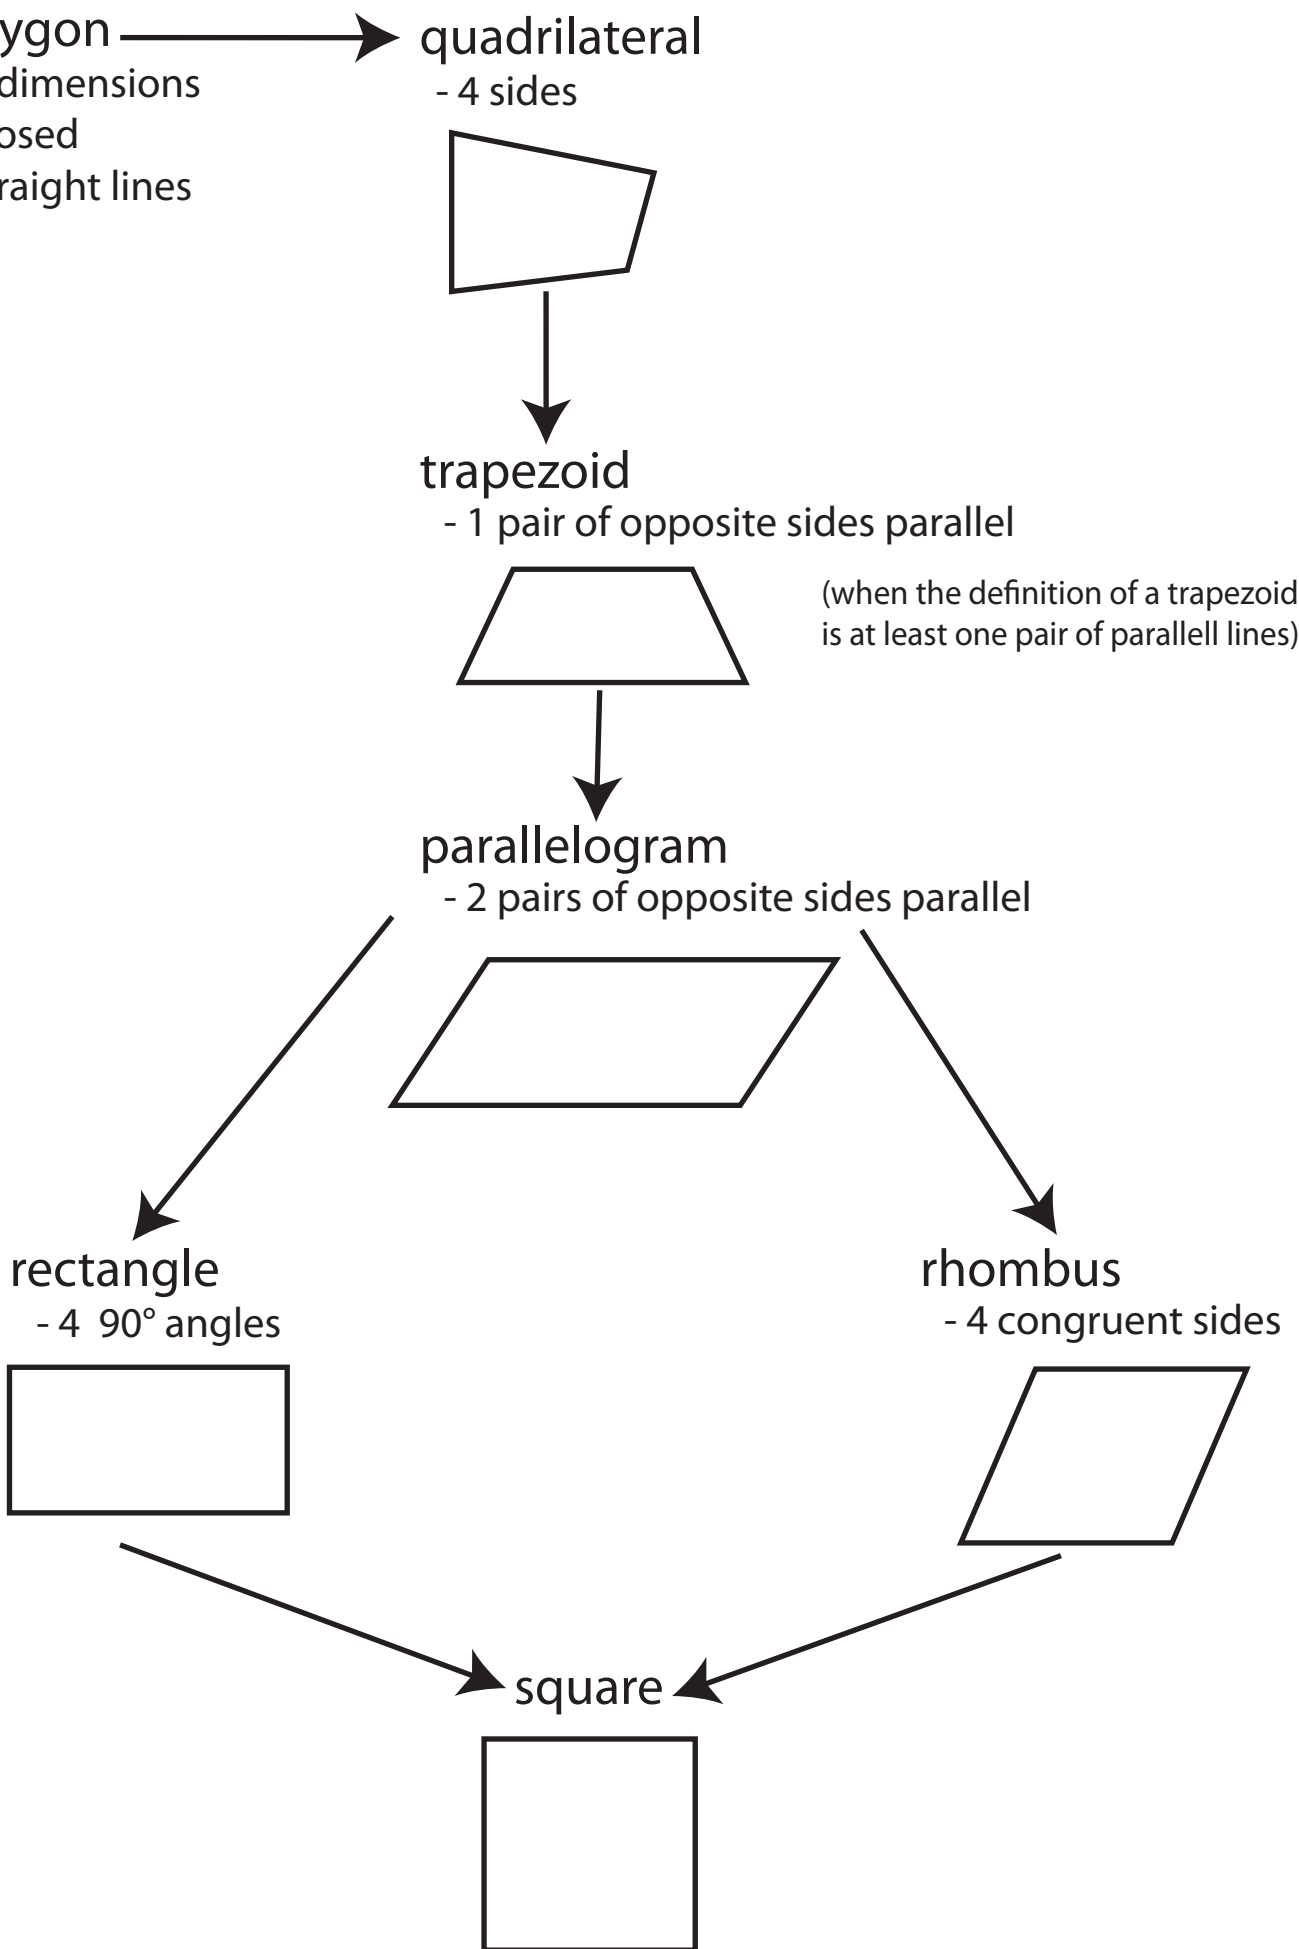 ygon
quadrilateral
dimensions
- 4 sides
osed
raight lines
trapezoid
- 1 pair of opposite sides parallel
(when the definition of a trapezoid
is at least one pair of parallell lines)
parallelogram
- 2 pairs of opposite sides parallel
rectangle
- 4  90° angles
rhombus
- 4 congruent sides
square